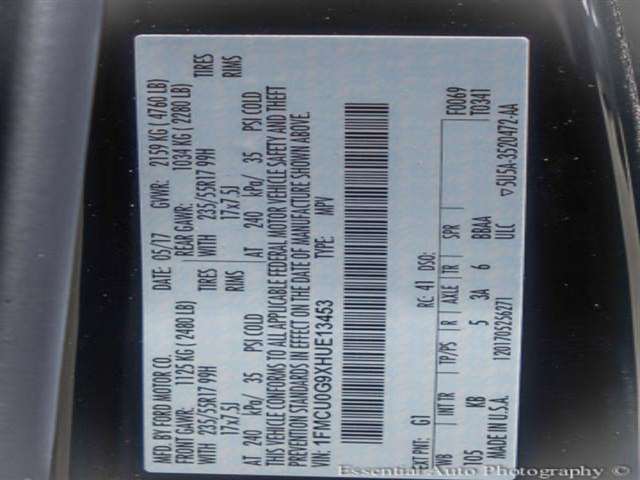 MFD. BY FORD MOTOR CO.
DATE 05/17 GVWR: 2159 KG ( 4760 LB)
FRONT GAWR: 1125 KG ( 2480 LB) REAR GAWR: 1034 KG ( 2280 LB)
WITH 235/55R17 99H TIRES WITH 235/55R17 99H TIRES
17x7.5J RIMS 17x7.5J RIMS
AT 240 kPa/ 35 PSI COLD AT 240 kPa/ 35 PSI COLD
THIS VEHICLE CONFORMS TO ALL APPLICABLE FEDERAL MOTOR VEHICLE SAFETY AND THEFT
PREVENTION STANDARDS IN EFFECT ON THE DATE OF MANUFACTURE SHOWN ABOVE.
VIN: 1FMCU0G9XHUE13453 TYPE: MPV
F0069
T0341
EXT PNT: G1 RC: 41 DSO:
WB INT TR TP/PS R AXLE TR SPR
105 KB 5 3A 6 BBAA
MADE IN U.S.A. 1201705256271 ULC ▽5U5A-3520472-AA
Essential Auto Photography ©